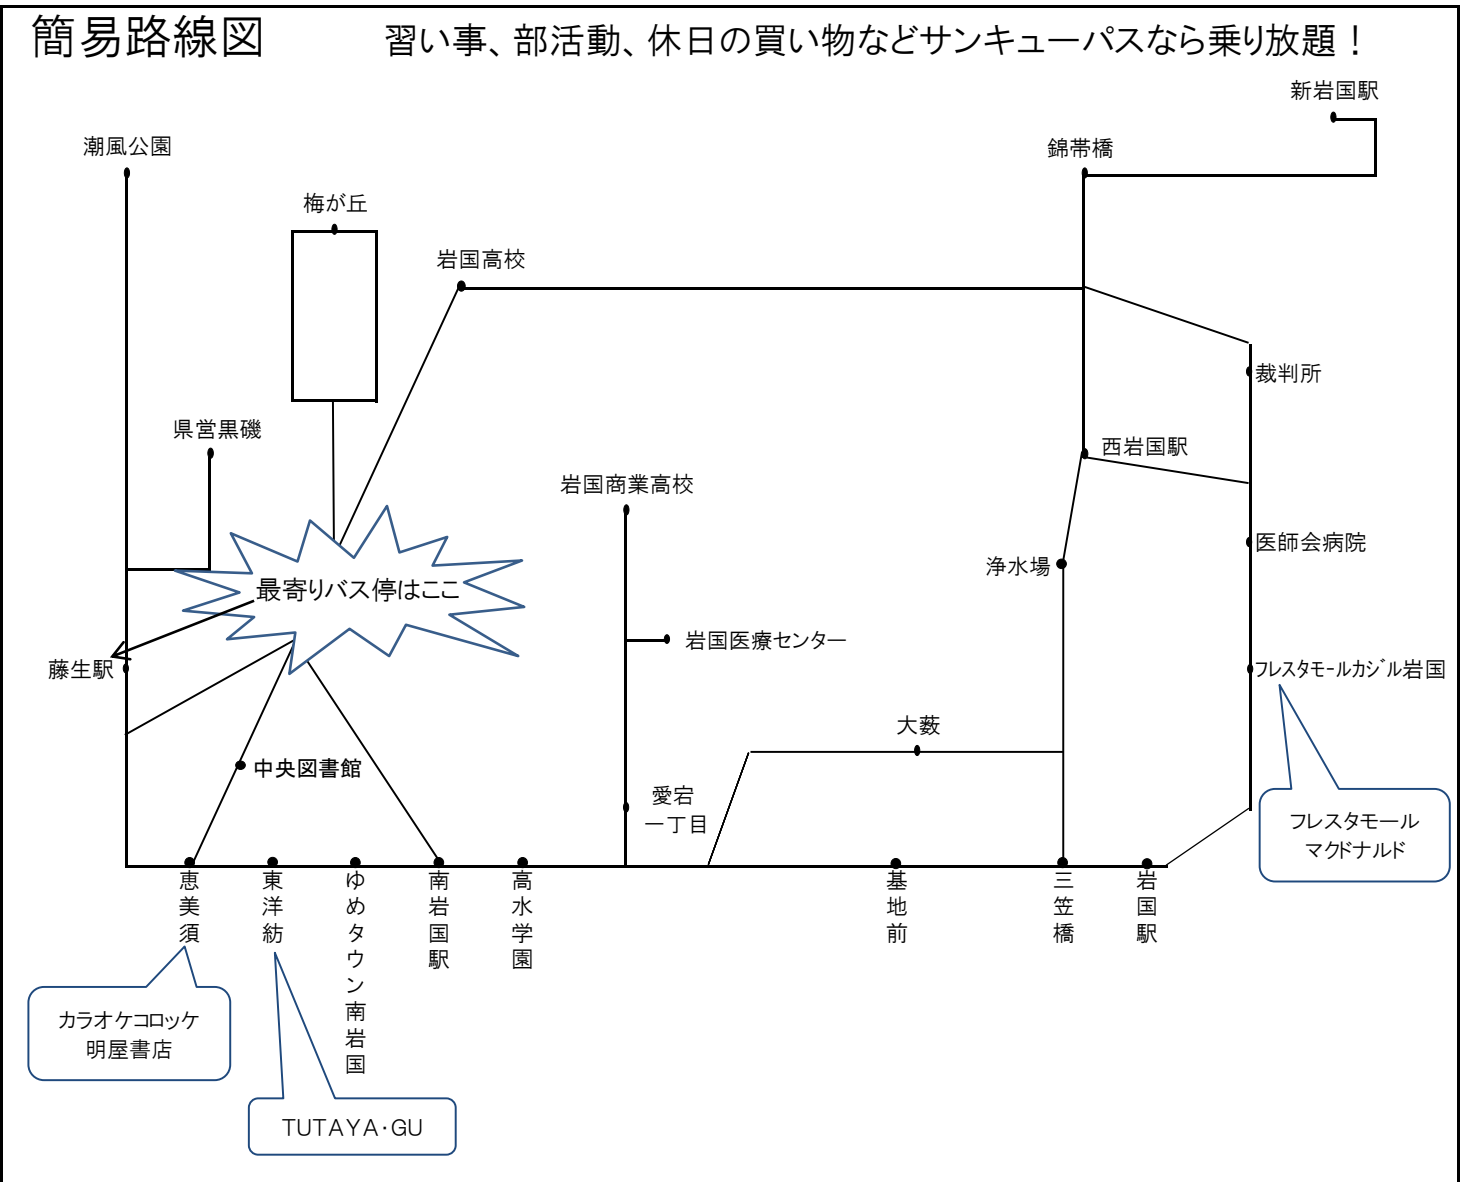 簡易路線図
習い事、部活動、休日の買い物などサンキューパスなら乗り放題！
新岩国駅
潮風公園
錦帯橋
梅が丘
岩国高校
裁判所
県営黒磯
西岩国駅
岩国商業高校
医師会病院
浄水場
最寄りバス停はここ
岩国医療センター
藤生駅
フレスタモールカジル岩国
大薮
中央図書館
愛宕
一丁目
フレスタモール
マクドナルド
恵美須
東洋紡
ゆめタウン南岩国
南岩国駅
高水学園
基地前
三笠橋
岩国駅
カラオケコロッケ
明屋書店
TUTAYA・GU